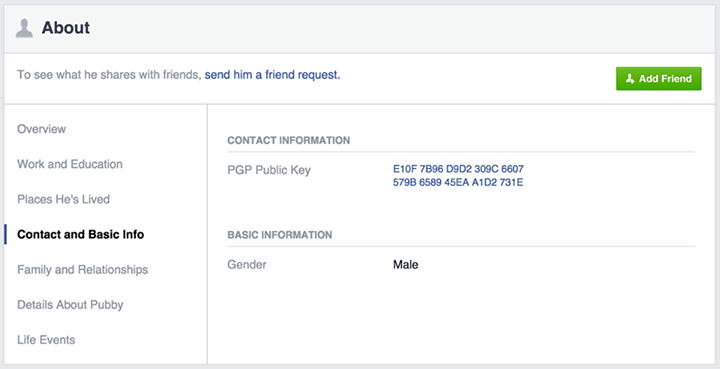 About
To see what he shares with friends, send him a friend request.
Add Friend
Overview
Work and Education
Places He's Lived
Contact and Basic Info
Family and Relationships
Details About Pubby
Life Events
CONTACT INFORMATION
PGP Public Key
E10F 7B96 D9D2 309C 6607
579B 6589 45EA A1D2 731E
BASIC INFORMATION
Gender
Male